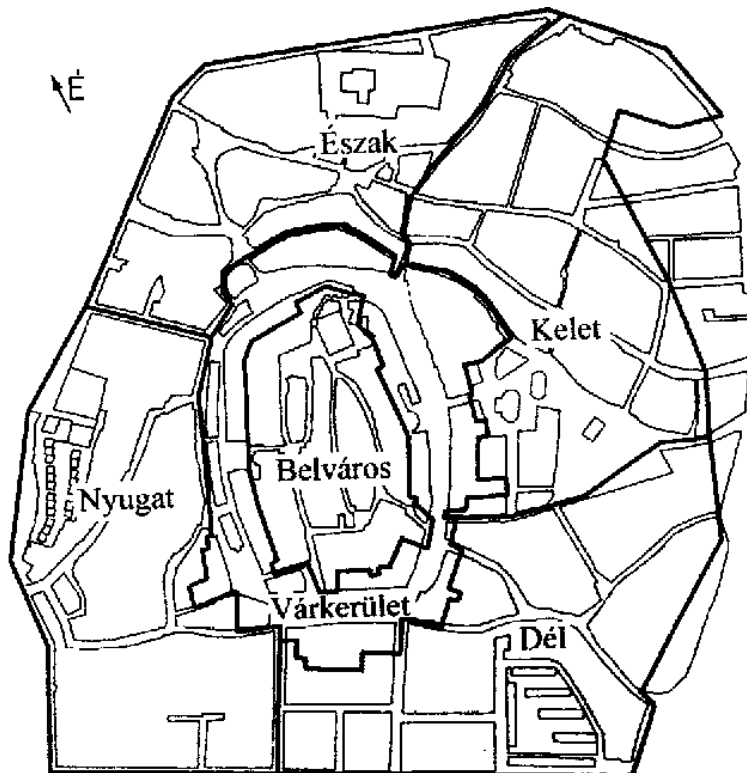 É
Észak
Kelet
Belváros
Nyugat
Várkerület
Dél